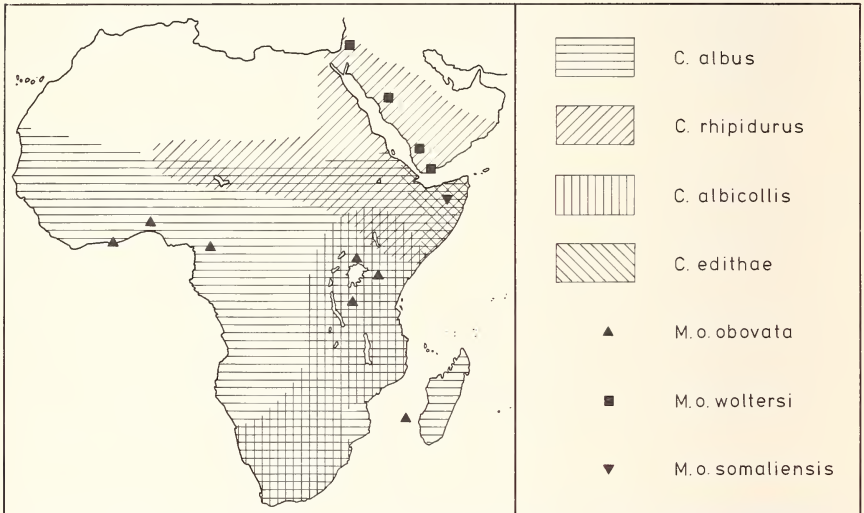 C. albus
C. rhipidurus
C. albicollis
C. edithae
M.o. obovata
M.o. woltersi
M.o. somaliensis